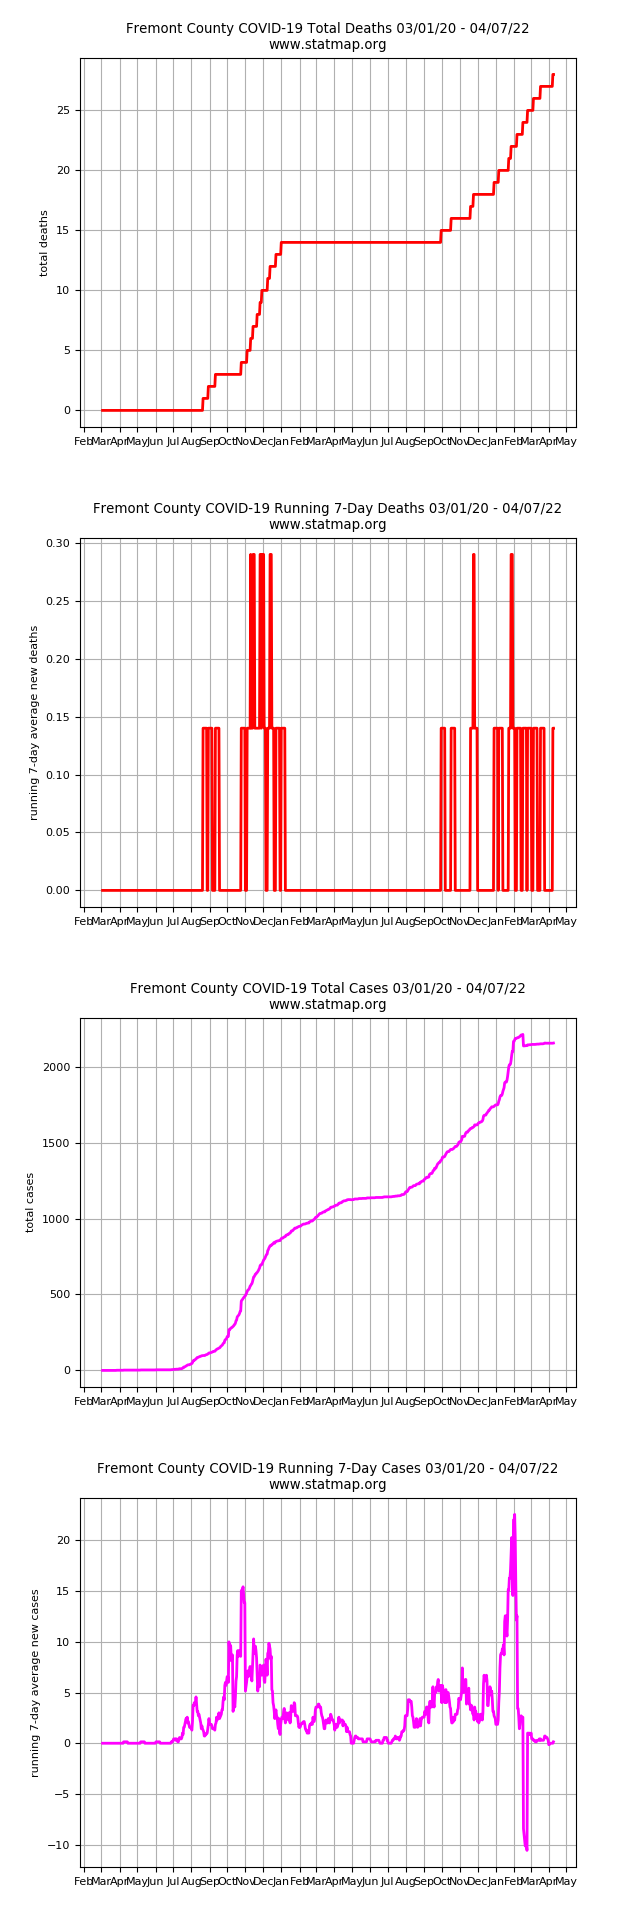 Fremont County COVID-19 Total Deaths 03/01/20 - 04/07/22
www.statmap.org
25
20
15
10
5
0
total deaths
Feb Mar Apr May Jun Jul Aug Sep Oct Nov Dec Jan Feb Mar Apr May Jun Jul Aug Sep Oct Nov Dec Jan Feb Mar Apr May
Fremont County COVID-19 Running 7-Day Deaths 03/01/20 - 04/07/22
www.statmap.org
0.30
0.25
0.20
0.15
0.10
0.05
0.00
running 7-day average new deaths
Feb Mar Apr May Jun Jul Aug Sep Oct Nov Dec Jan Feb Mar Apr May Jun Jul Aug Sep Oct Nov Dec Jan Feb Mar Apr May
Fremont County COVID-19 Total Cases 03/01/20 - 04/07/22
www.statmap.org
2000
1500
1000
500
0
total cases
Feb Mar Apr May Jun Jul Aug Sep Oct Nov Dec Jan Feb Mar Apr May Jun Jul Aug Sep Oct Nov Dec Jan Feb Mar Apr May
Fremont County COVID-19 Running 7-Day Cases 03/01/20 - 04/07/22
www.statmap.org
20
15
10
5
0
−5
−10
running 7-day average new cases
Feb Mar Apr May Jun Jul Aug Sep Oct Nov Dec Jan Feb Mar Apr May Jun Jul Aug Sep Oct Nov Dec Jan Feb Mar Apr May